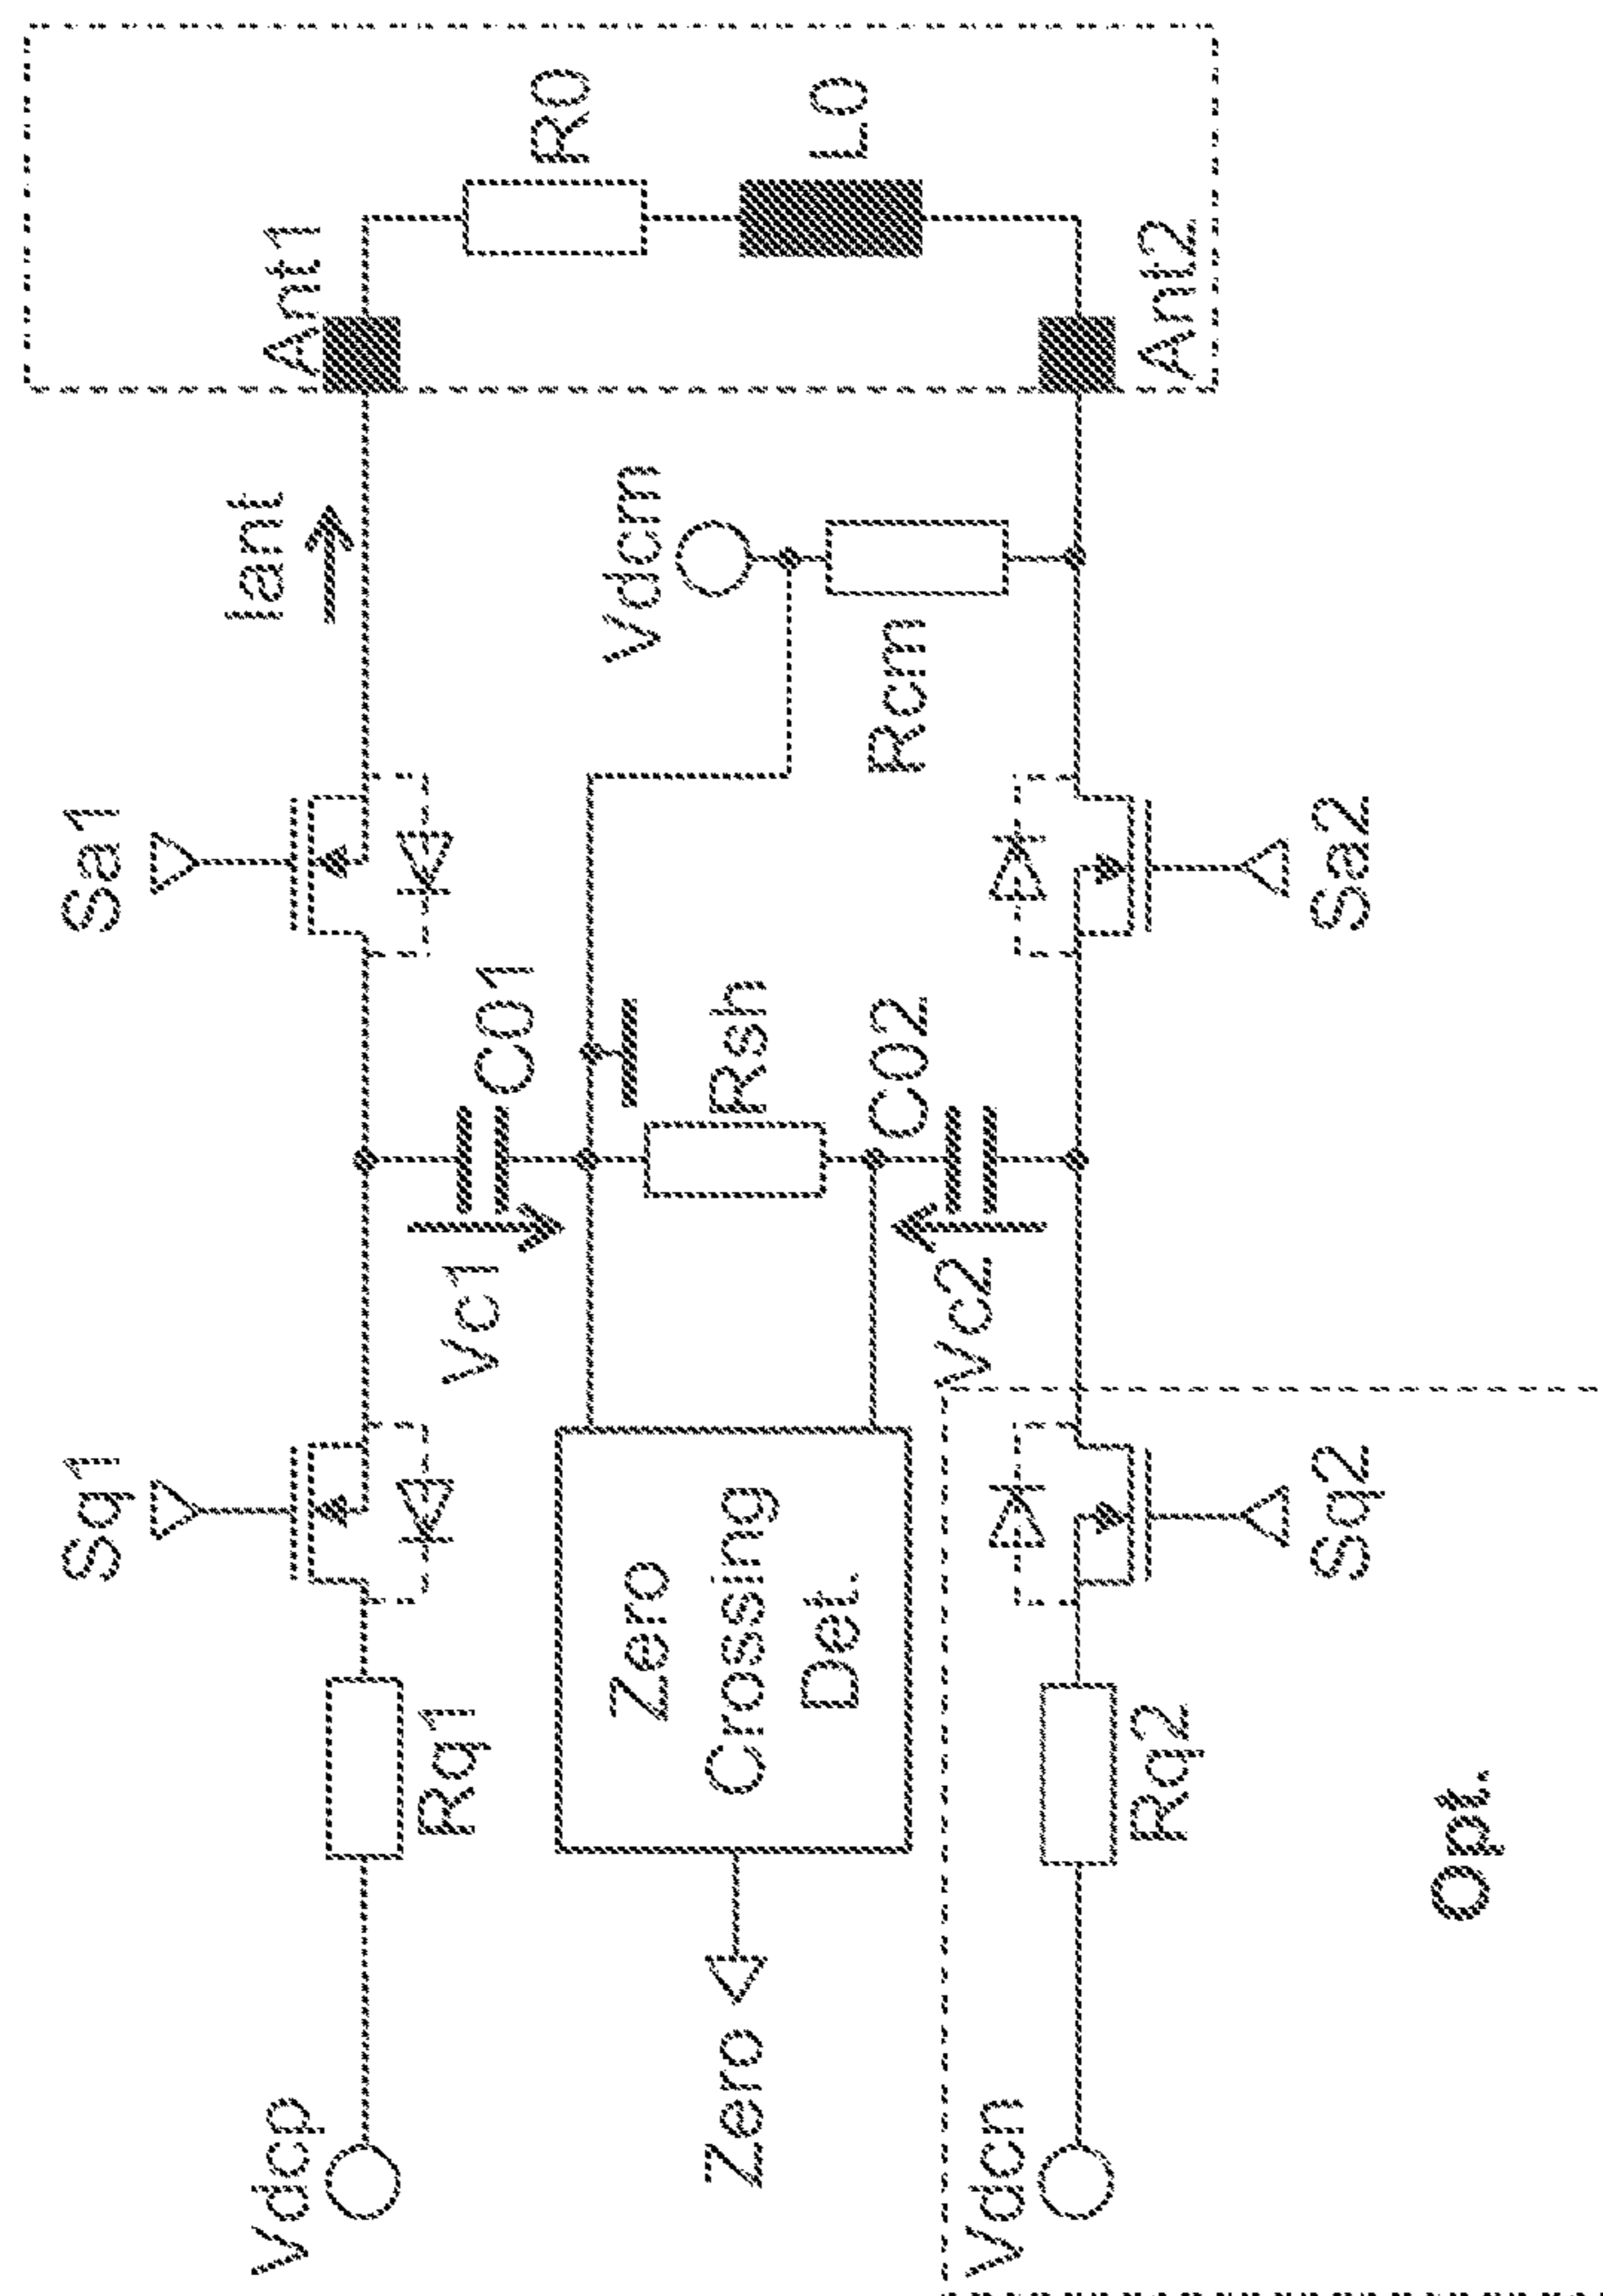 Sq1
Sa1
Vdcp
Rq1
Iant
Ant1
Vc1
C01
R0
Zero
Crossing
Det.
Zero
Rsh
Vdcm
L0
C02
Rcm
Vc2
Vdcn
Rq2
Ant2
Sq2
Sa2
Opt.